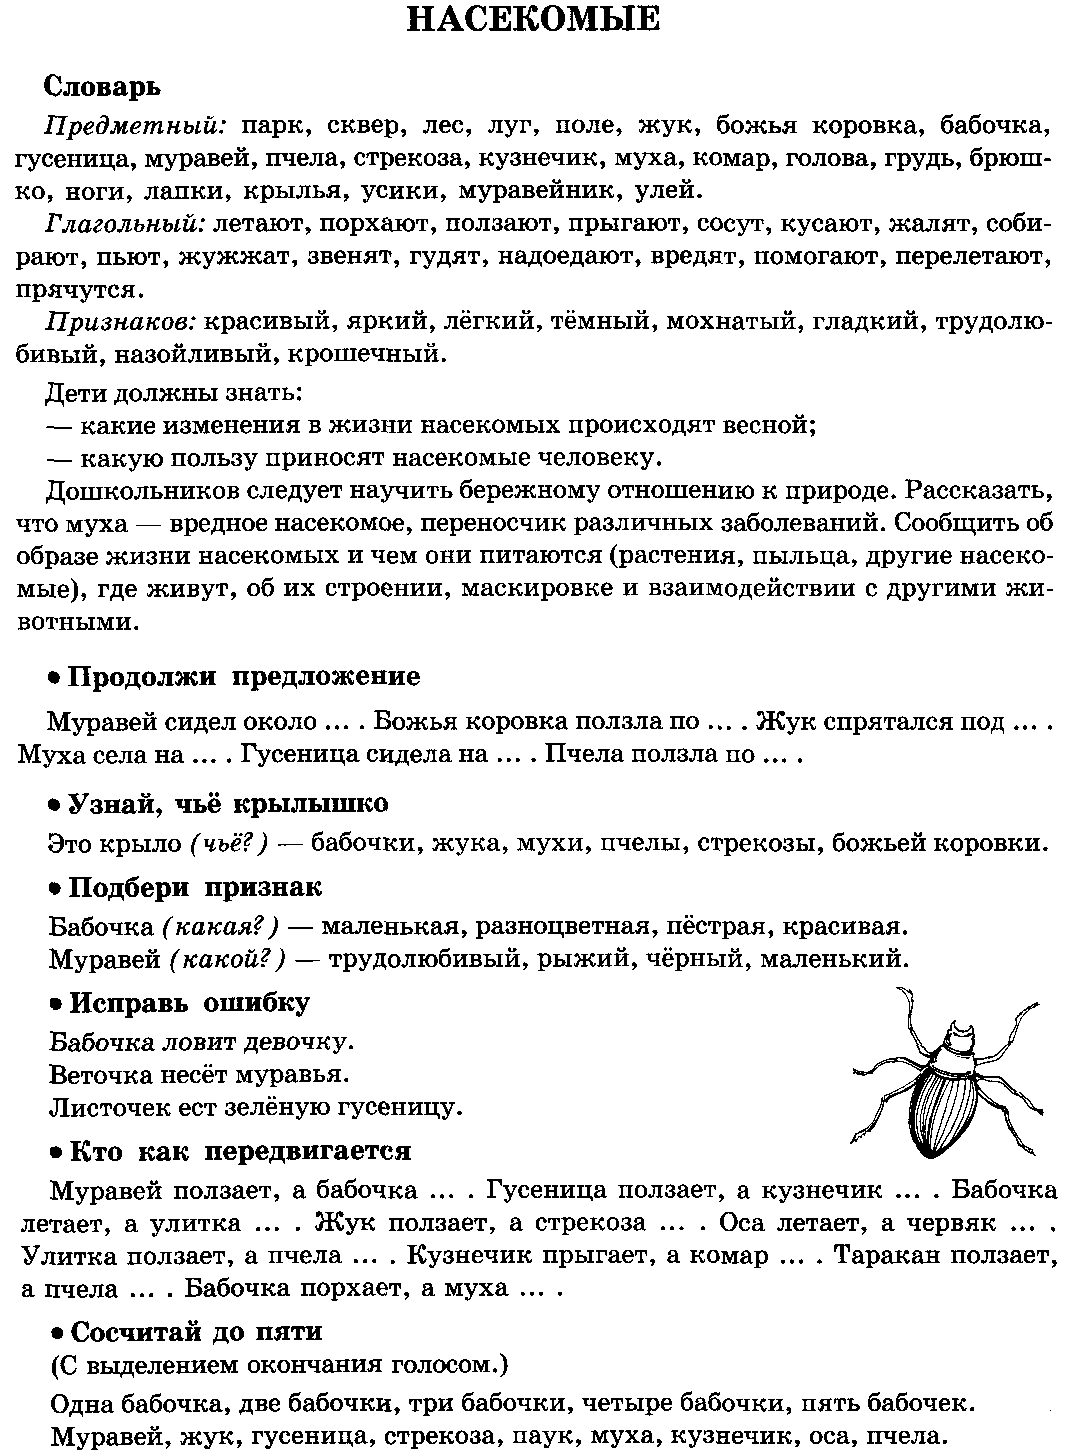 НАСЕКОМЫЕ
Словарь
Предметный: парк, сквер, лес, луг, поле, жук, божья коровка, бабочка,
гусеница, муравей, пчела, стрекоза, кузнечик, муха, комар, голова, грудь, брюш-
ко, ноги, лапки, крылья, усики, муравейник, улей.
Глагольный: летают, порхают, ползают, прыгают, сосут, кусают, жалят, соби-
рают, пьют, жужжат, звенят, гудят, надоедают, вредят, помогают, перелетают,
прячутся.
Признаков: красивый, яркий, лёгкий, тёмный, мохнатый, гладкий, трудолю-
бивый, назойливый, крошечный.
Дети должны знать:
— какие изменения в жизни насекомых происходят весной;
— какую пользу приносят насекомые человеку.
Дошкольников следует научить бережному отношению к природе. Рассказать,
что муха — вредное насекомое, переносчик различных заболеваний. Сообщить об
образе жизни насекомых и чем они питаются (растения, пыльца, другие насеко-
мые), где живут, об их строении, маскировке и взаимодействии с другими жи-
вотными.
• Продолжи предложение
Муравей сидел около ... . Божья коровка ползла по ... . Жук спрятался под ... .
Муха села на ... . Гусеница сидела на ... . Пчела ползла по ... .
• Узнай, чьё крылышко
Это крыло (чьё?) — бабочки, жука, мухи, пчелы, стрекозы, божьей коровки.
• Подбери признак
Бабочка (какая?) — маленькая, разноцветная, пёстрая, красивая.
Муравей (какой?) — трудолюбивый, рыжий, чёрный, маленький.
• Исправь ошибку
Бабочка ловит девочку.
Веточка несёт муравья.
Листочек ест зелёную гусеницу.
• Кто как передвигается
Муравей ползает, а бабочка ... . Гусеница ползает, а кузнечик ... . Бабочка
летает, а улитка ... . Жук ползает, а стрекоза ... . Оса летает, а червяк ... .
Улитка ползает, а пчела ... . Кузнечик прыгает, а комар ... . Таракан ползает,
а пчела ... . Бабочка порхает, а муха ... .
• Сосчитай до пяти
(С выделением окончания голосом.)
Одна бабочка, две бабочки, три бабочки, четыре бабочки, пять бабочек.
Муравей, жук, гусеница, стрекоза, паук, муха, кузнечик, оса, пчела.